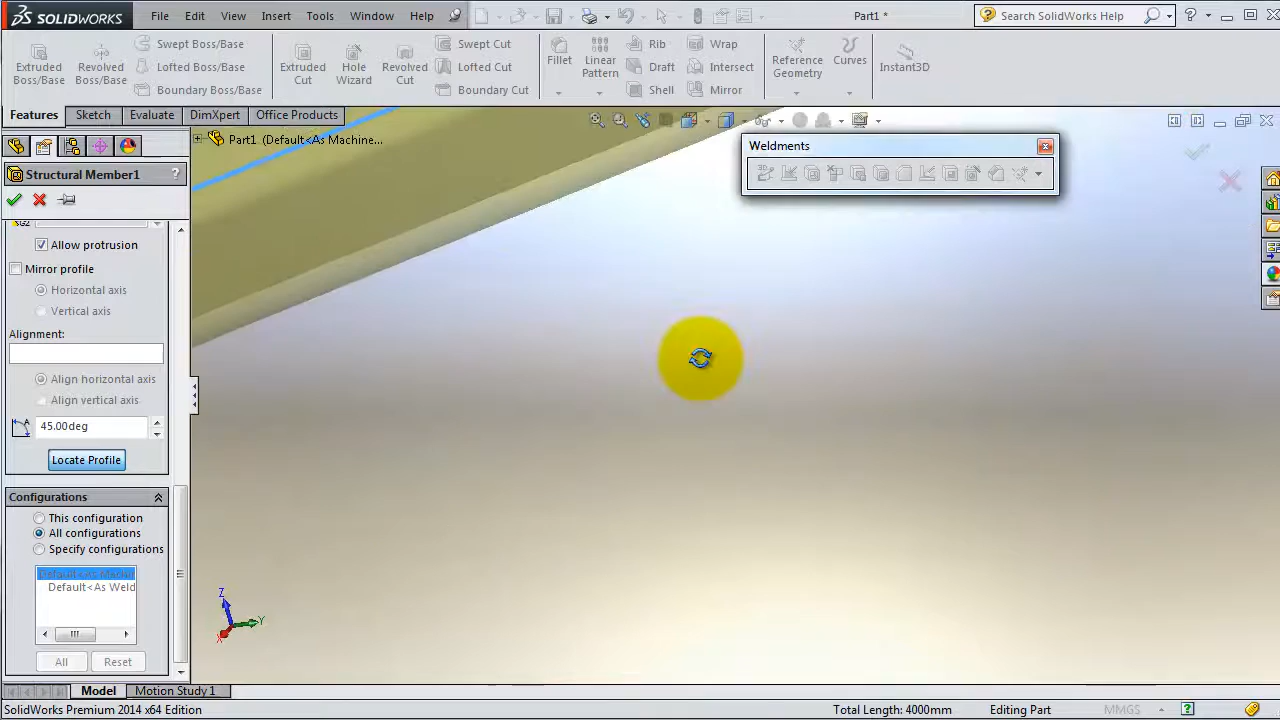 SOLIDWORKS File Edit View Insert Tools Window Help Part1 * Search SolidWorks Help
Extruded Boss/Base
Revolved Boss/Base
Swept Boss/Base
Lofted Boss/Base
Boundary Boss/Base
Extruded Cut
Hole Wizard
Revolved Cut
Swept Cut
Lofted Cut
Boundary Cut
Fillet
Linear Pattern
Rib
Draft
Shell
Wrap
Intersect
Mirror
Reference Geometry
Curves
Instant3D
Features Sketch Evaluate DimXpert Office Products
Part1 (Default<As Machine...
Weldments
Structural Member1 ?
Allow protrusion
Mirror profile
Horizontal axis
Vertical axis
Alignment:
Align horizontal axis
Align vertical axis
45.00deg
Locate Profile
Configurations
This configuration
All configurations
Specify configurations
Default<As Machin
Default<As Weld
All Reset
Z
Y
X
Model Motion Study 1
SolidWorks Premium 2014 x64 Edition Total Length: 4000mm Editing Part MMGS